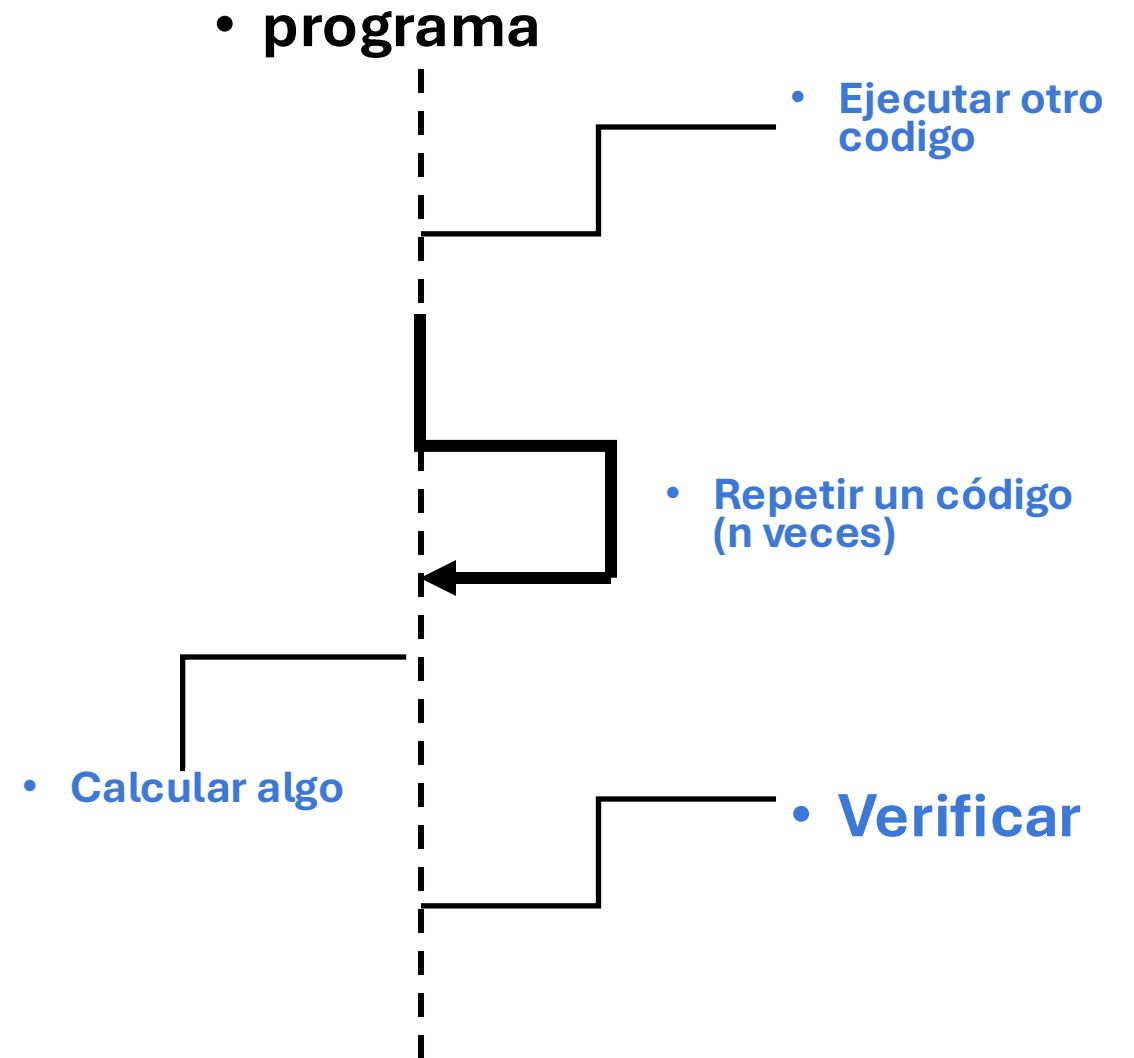 • programa
• Ejecutar otro
codigo
• Repetir un código
(n veces)
• Calcular algo
• Verificar